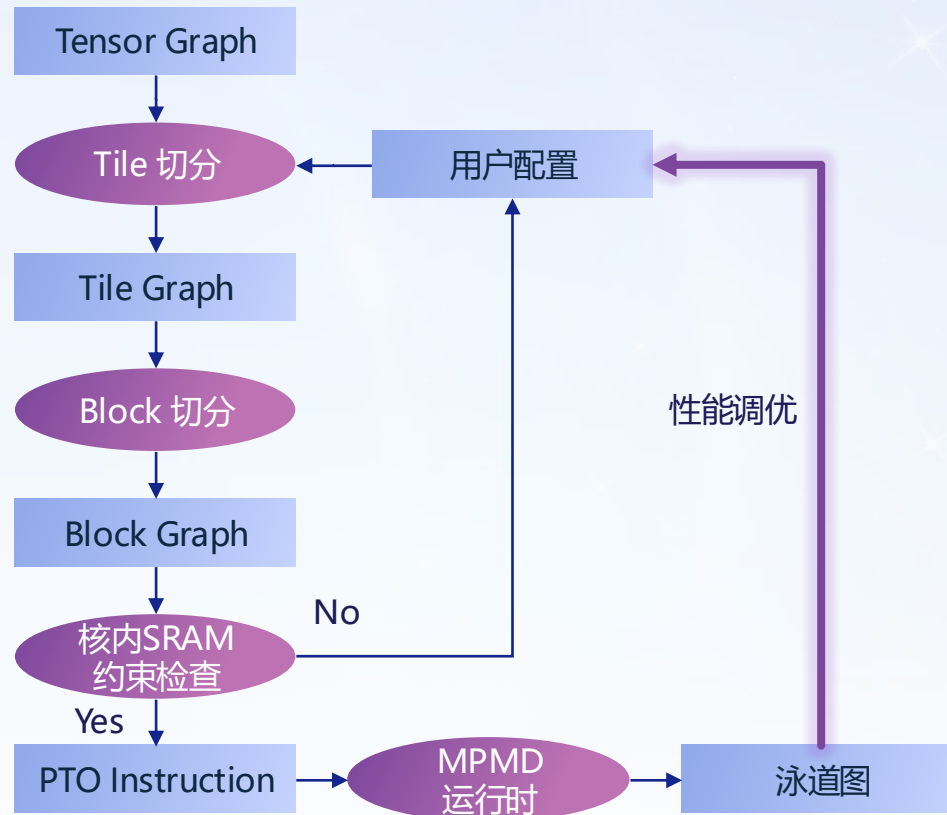 Tensor Graph
Tile 切分
用户配置
Tile Graph
Block 切分
性能调优
Block Graph
No
核内SRAM
约束检查
Yes
PTO Instruction
MPMD
运行时
泳道图